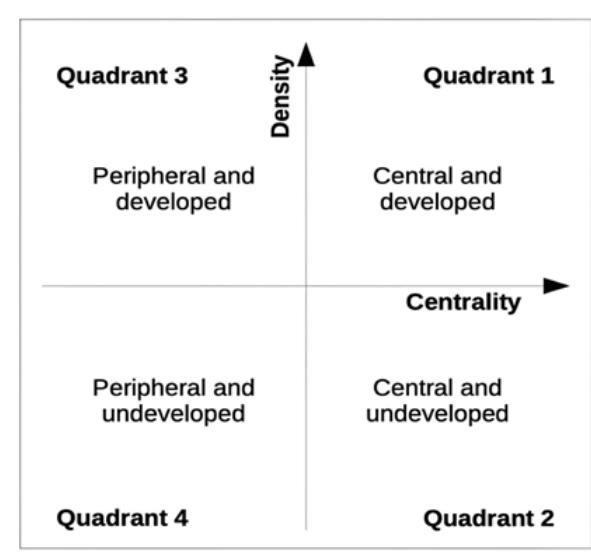 Quadrant 3
Density
Quadrant 1
Peripheral and
developed
Central and
developed
Centrality
Peripheral and
undeveloped
Central and
undeveloped
Quadrant 4
Quadrant 2